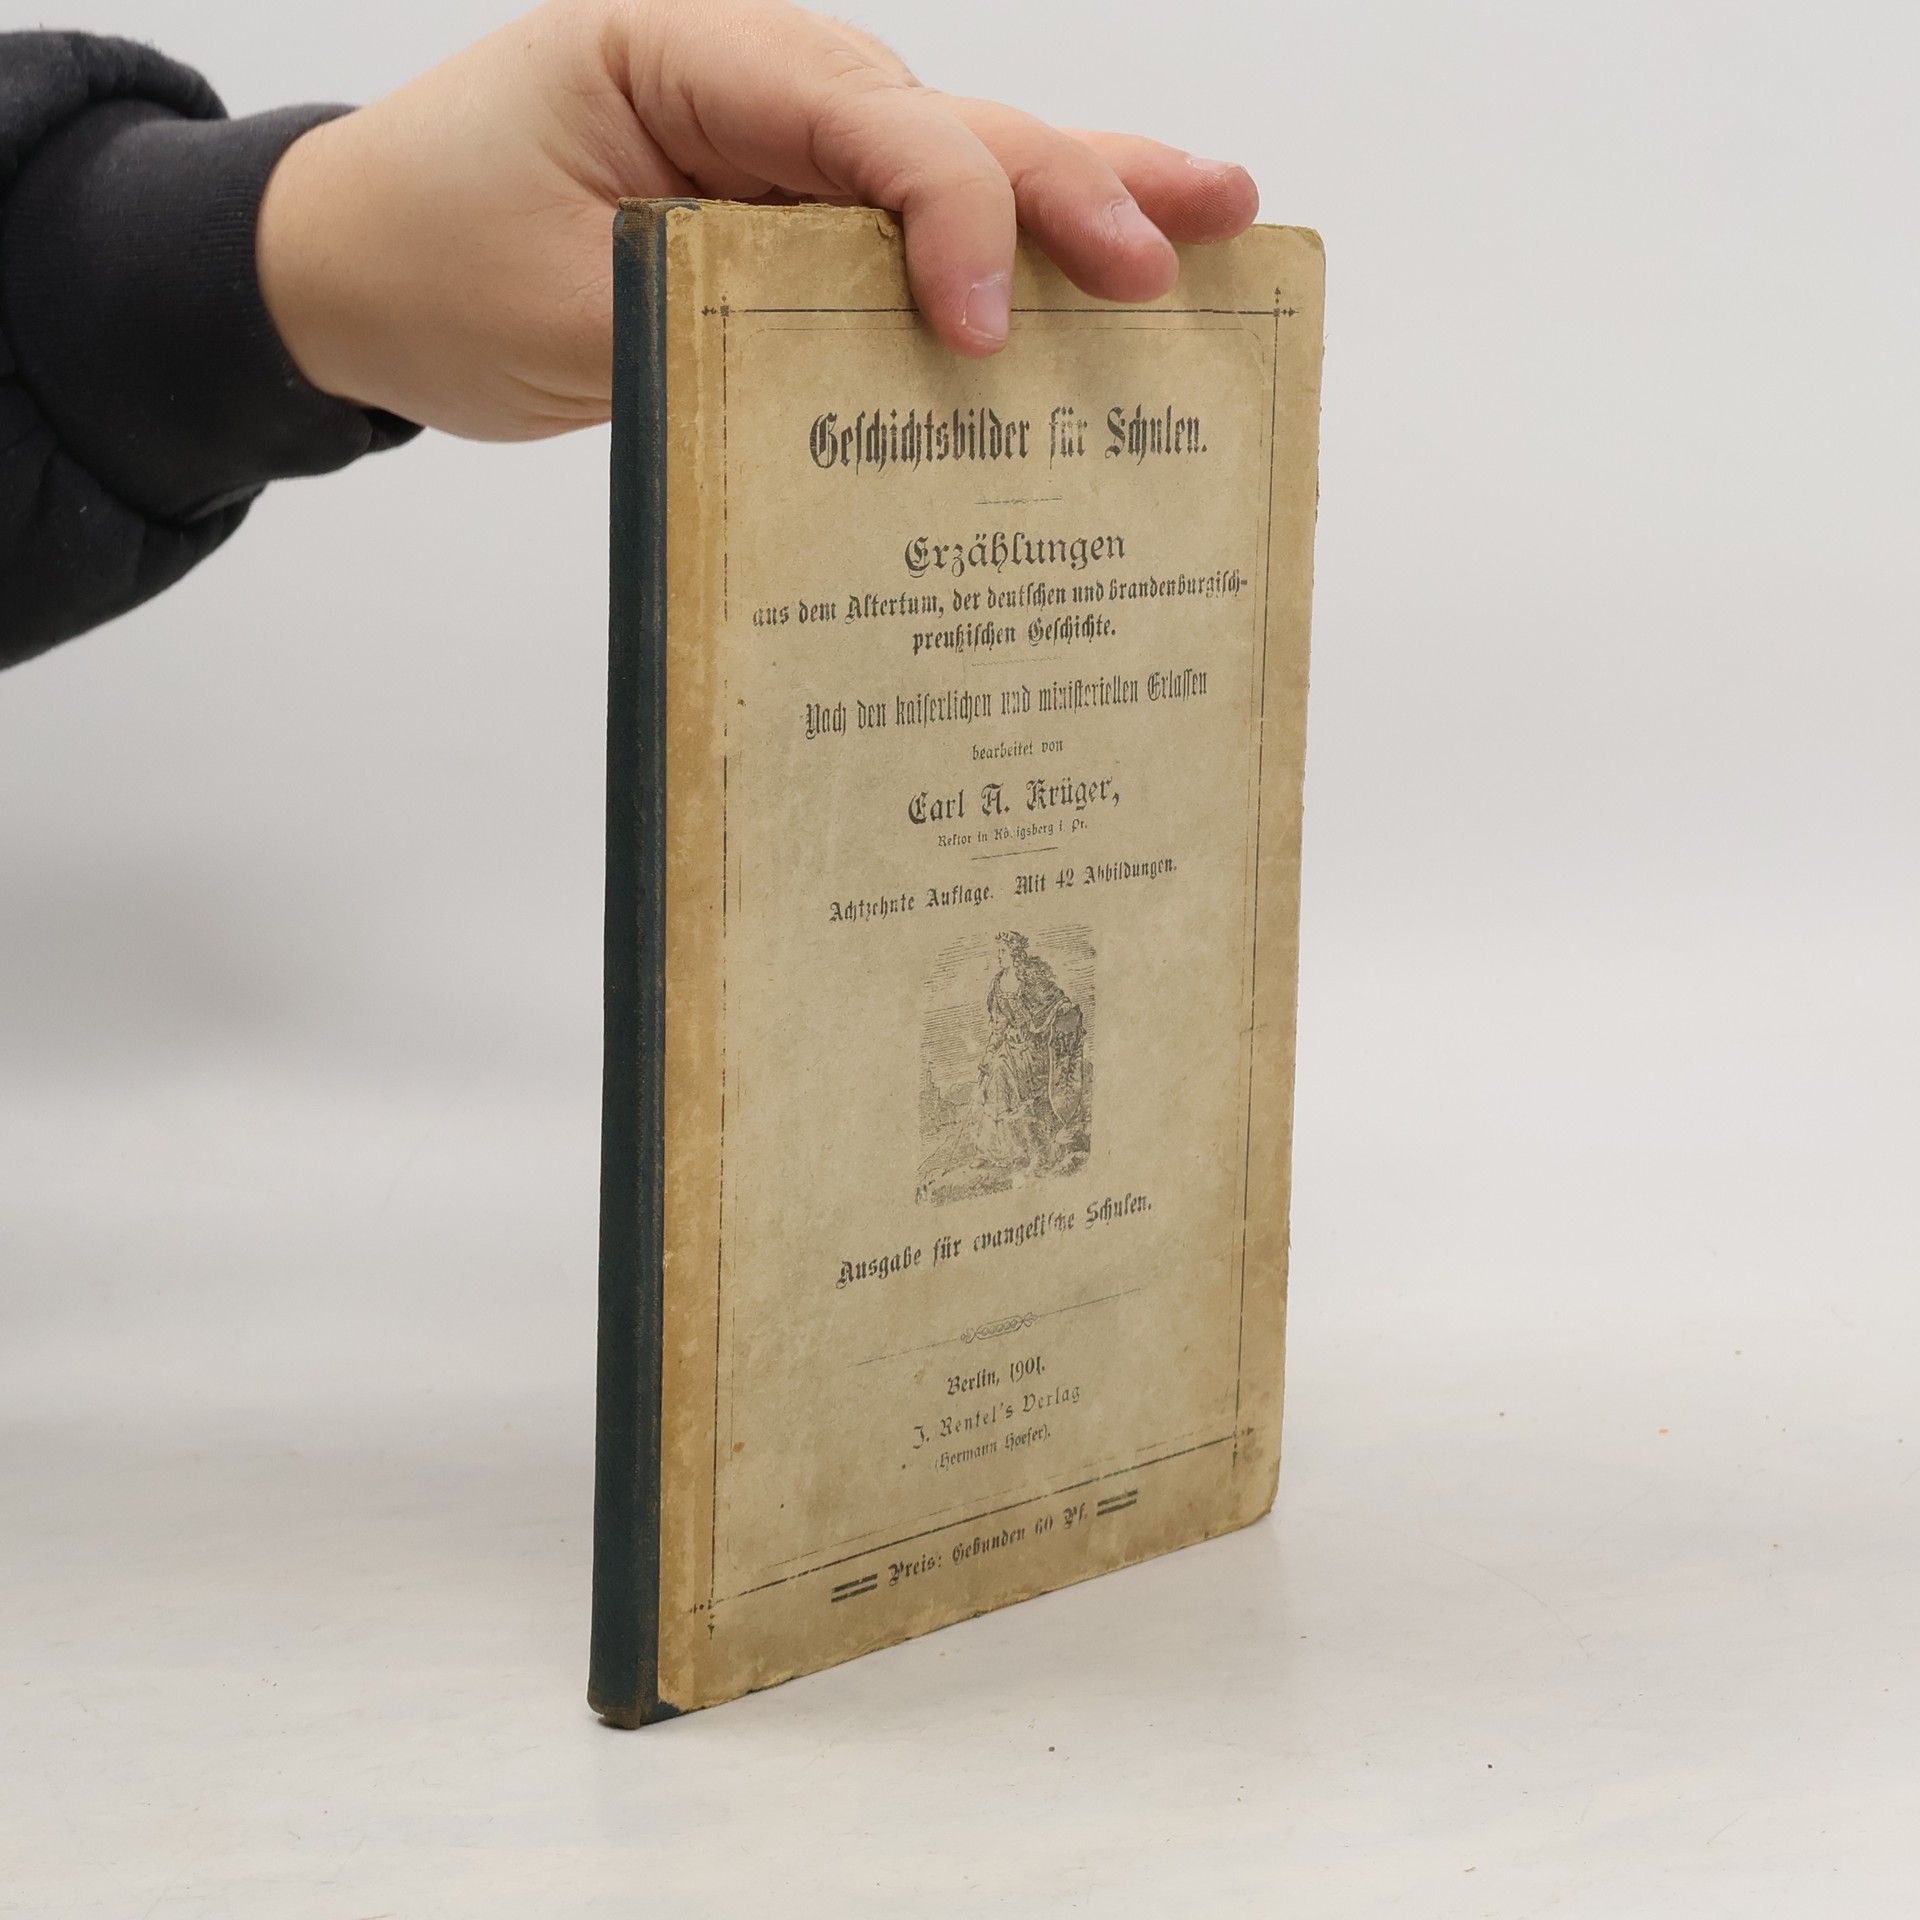 Geschichtsbilder für Schulen.
Erzählungen
aus dem Altertum, der deutschen und brandenburgisch-
preußischen Geschichte.
Nach den kaiserlichen und ministeriellen Erlassen
bearbeitet von
Carl A. Krüger,
Rektor in Königsberg i. Pr.
Achtzehnte Auflage. Mit 42 Abbildungen.
Ausgabe für evangelische Schulen.
Berlin, 1901.
J. Rentel's Verlag
(Hermann Hoefer).
Preis: Gebunden 60 Pf.